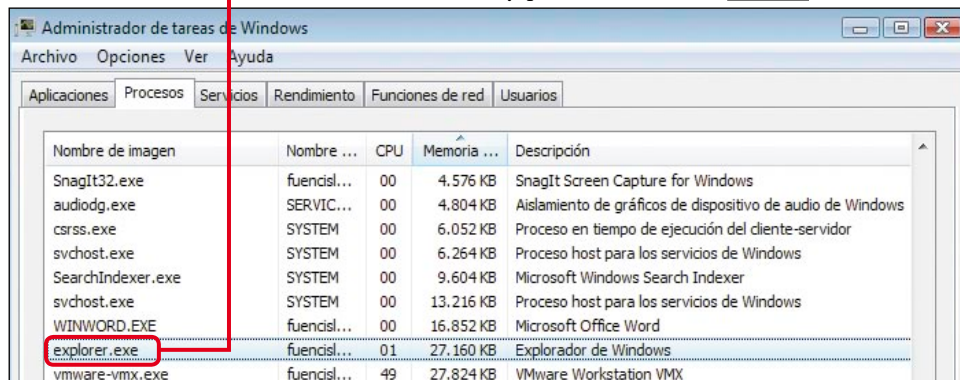 Administrador de tareas de Windows
Archivo Opciones Ver Ayuda
Aplicaciones Procesos Servicios Rendimiento Funciones de red Usuarios
Nombre de imagen Nombre ... CPU Memoria ... Descripción
SnagIt32.exe fuencisl... 00 4.576 KB SnagIt Screen Capture for Windows
audiodg.exe SERVIC... 00 4.804 KB Aislamiento de gráficos de dispositivo de audio de Windows
csrss.exe SYSTEM 00 6.052 KB Proceso en tiempo de ejecución del cliente-servidor
svchost.exe SYSTEM 00 6.264 KB Proceso host para los servicios de Windows
SearchIndexer.exe SYSTEM 00 9.604 KB Microsoft Windows Search Indexer
svchost.exe SYSTEM 00 13.216 KB Proceso host para los servicios de Windows
WINWORD.EXE fuencisl... 00 16.852 KB Microsoft Office Word
explorer.exe fuencisl... 01 27.160 KB Explorador de Windows
vmware-vmx.exe fuencisl... 49 27.824 KB VMware Workstation VMX